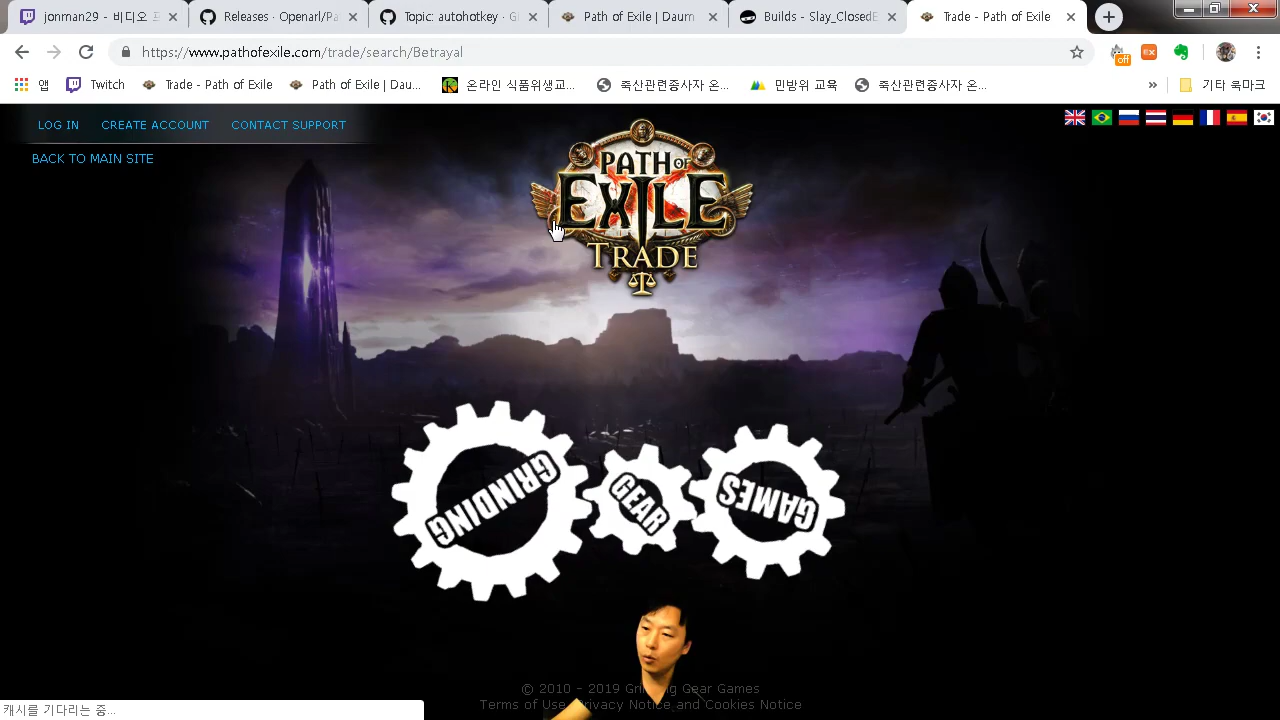 man29 - 비디오 프
Releases · OpenArl/Pa
Topic: autohotkey · Gi
Path of Exile | Daum
Builds - Slay_ClosedE
Trade - Path of Exile
https://www.pathofexile.com/trade/search/Betrayal
앱
Twitch
Trade - Path of Exile
Path of Exile | Dau...
온라인 식품위생교...
축산관련종사자 온...
민방위 교육
축산관련종사자 온...
»
기타 북마크
off
EX
LOG IN
CREATE ACCOUNT
CONTACT SUPPORT
BACK TO MAIN SITE
PATH OF
EXILE
TRADE
GRINDING
GEAR
GAMES
© 2010 - 2019 Grinding Gear Games
Terms of Use, Privacy Notice and Cookies Notice
캐시를 기다리는 중...